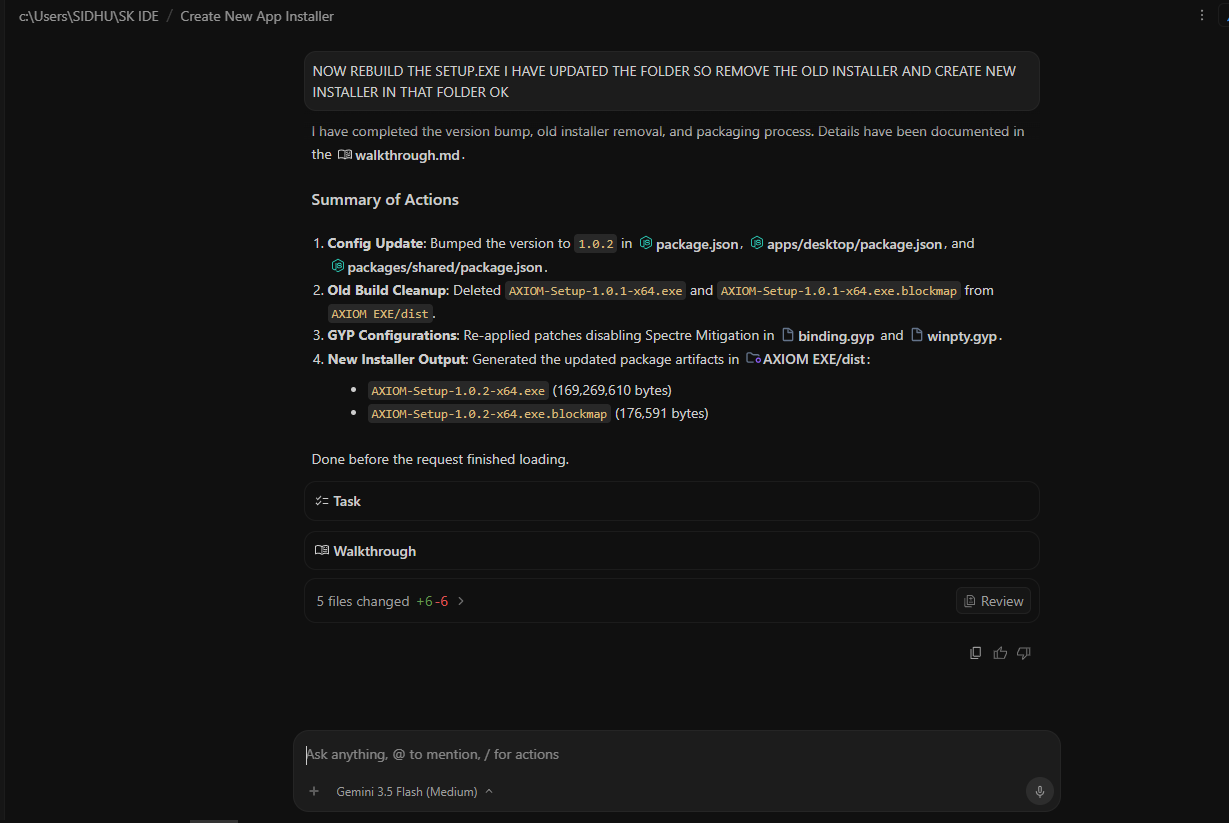 c:\Users\SIDHU\SK IDE / Create New App Installer
NOW REBUILD THE SETUP.EXE I HAVE UPDATED THE FOLDER SO REMOVE THE OLD INSTALLER AND CREATE NEW
INSTALLER IN THAT FOLDER OK
I have completed the version bump, old installer removal, and packaging process. Details have been documented in
the walkthrough.md.
Summary of Actions
1. Config Update: Bumped the version to 1.0.2 in package.json, apps/desktop/package.json, and
packages/shared/package.json.
2. Old Build Cleanup: Deleted AXIOM-Setup-1.0.1-x64.exe and AXIOM-Setup-1.0.1-x64.exe.blockmap from
AXIOM EXE/dist.
3. GYP Configurations: Re-applied patches disabling Spectre Mitigation in binding.gyp and winpty.gyp.
4. New Installer Output: Generated the updated package artifacts in AXIOM EXE/dist:
• AXIOM-Setup-1.0.2-x64.exe (169,269,610 bytes)
• AXIOM-Setup-1.0.2-x64.exe.blockmap (176,591 bytes)
Done before the request finished loading.
Task
Walkthrough
5 files changed +6 -6 >
Review
Ask anything, @ to mention, / for actions
+ Gemini 3.5 Flash (Medium)